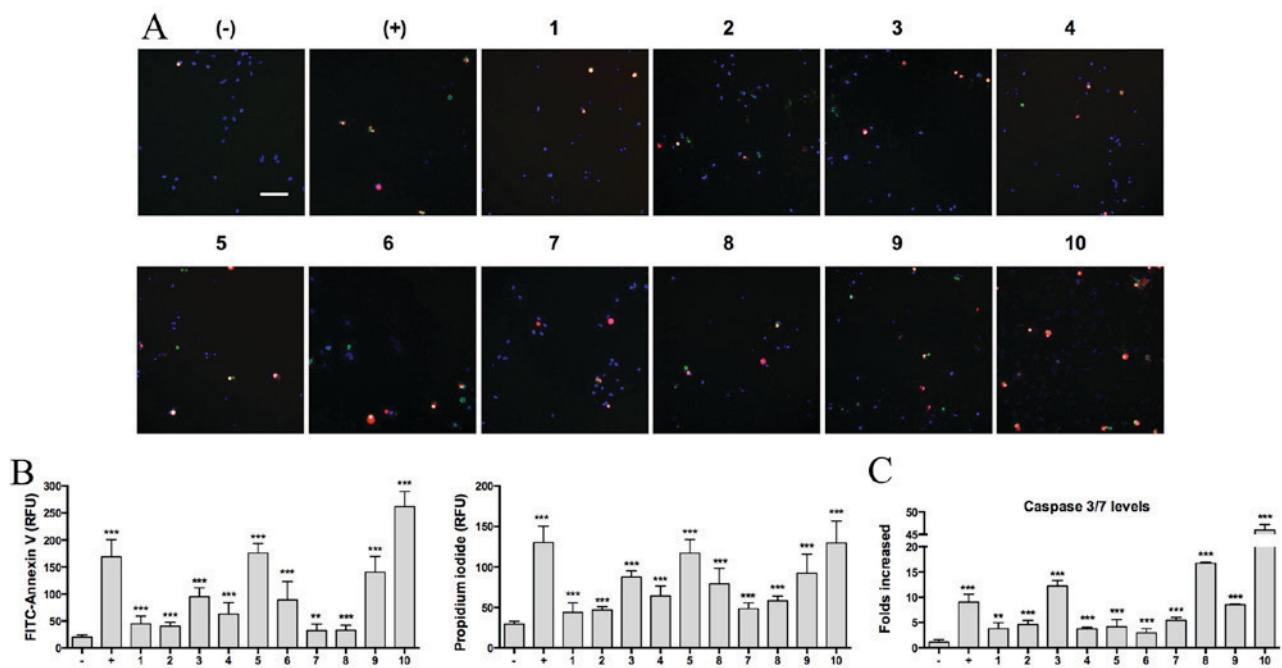 A (-) (+) 1 2 3 4
5 6 7 8 9 10
B
FITC-Annexin V (RFU)
300
250
200
150
100
50
0
*** *** *** *** *** *** *** ** ** *** ***
- + 1 2 3 4 5 6 7 8 9 10
Propidium iodide (RFU)
200
150
100
50
0
*** *** *** *** *** *** *** *** *** *** ***
- + 1 2 3 4 5 8 7 8 9 10
C
Caspase 3/7 levels
Folds increased
50
45
20
15
10
5
0
*** ** *** *** *** *** *** *** *** *** ***
- + 1 2 3 4 5 6 7 8 9 10